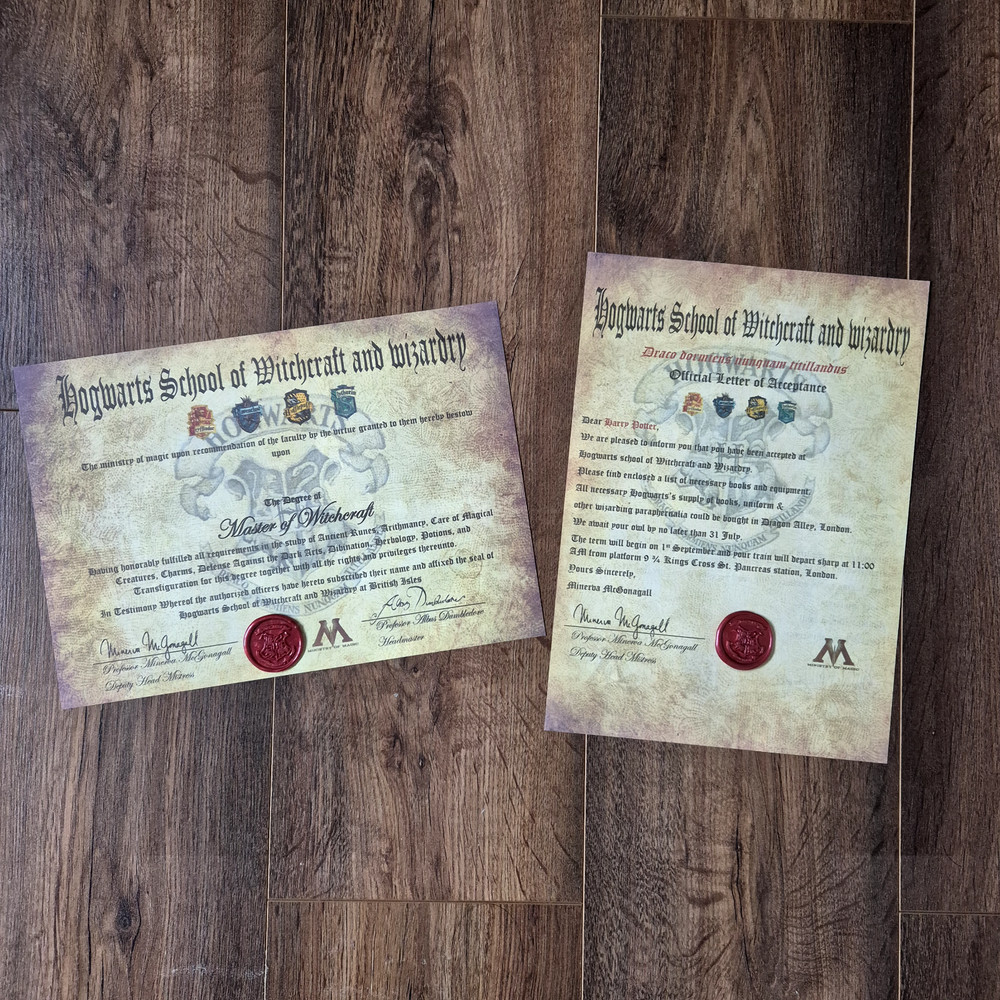 Hogwarts School of Witchcraft and wizardry
The ministry of magic upon recommendation of the faculty by the virtue granted to them hereby bestow
upon
The Degree of
Master of Witchcraft
Having honorably fulfilled all requirements in the study of Ancient Runes, Arithmancy, Care of Magical
Creatures, Charms, Defense Against the Dark Arts, Dibination, Herbology, Potions, and
Transfiguration for this degree together with all the rights and privileges thereunto.
In Testimony Whereof the authorized officers have hereto subscribed their name and affixed the seal of
Hogwarts School of Witchcraft and Wizardry at British Isles
Minerva McGonagall
Professor Minerva McGonagall
Deputy Head Mistress
M
MINISTRY OF MAGIC
Albus Dumbledore
Professor Albus Dumbledore
Headmaster
HOGWARTS
Hogwarts School of Witchcraft and wizardry
Draco dormiens nunquam titillandus
Official Letter of Acceptance
Dear Harry Potter,
We are pleased to inform you that you have been accepted at
Hogwarts school of Witchcraft and Wizardry.
Please find enclosed a list of necessary books and equipment.
All necessary Hogwarts's supply of books, uniform &
other wizarding paraphernalia could be bought in Dragon Alley, London.
We await your owl by no later than 31 July.
The term will begin on 1st September and your train will depart sharp at 11:00
AM from platform 9 ¾ Kings Cross St. Pancreas station, London.
Yours Sincerely,
Minerva McGonagall
Minerva McGonagall
Professor Minerva McGonagall
Deputy Head Mistress
M
MINISTRY OF MAGIC
HOGWARTS